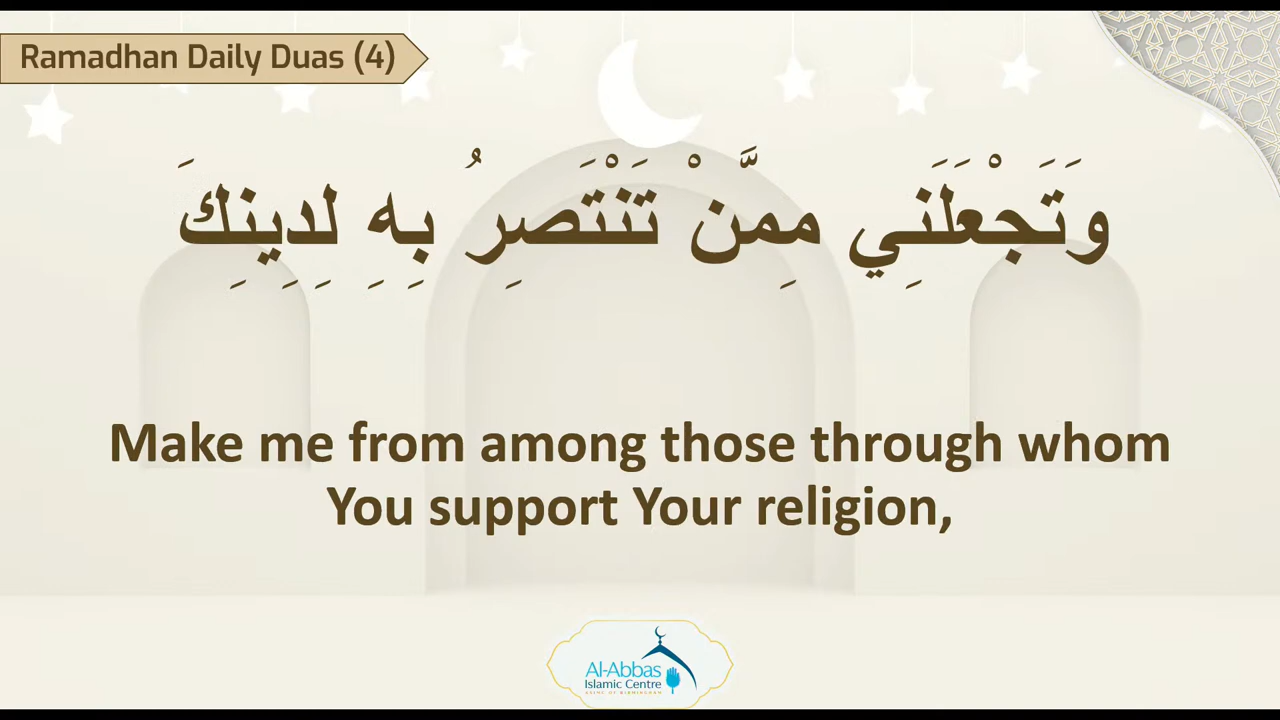 Ramadhan Daily Duas (4)
وَتَجْعَلَنِي مِمَّنْ تَنْتَصِرُ بِهِ لِدِينِكَ
Make me from among those through whom
You support Your religion,
Al-Abbas
Islamic Centre